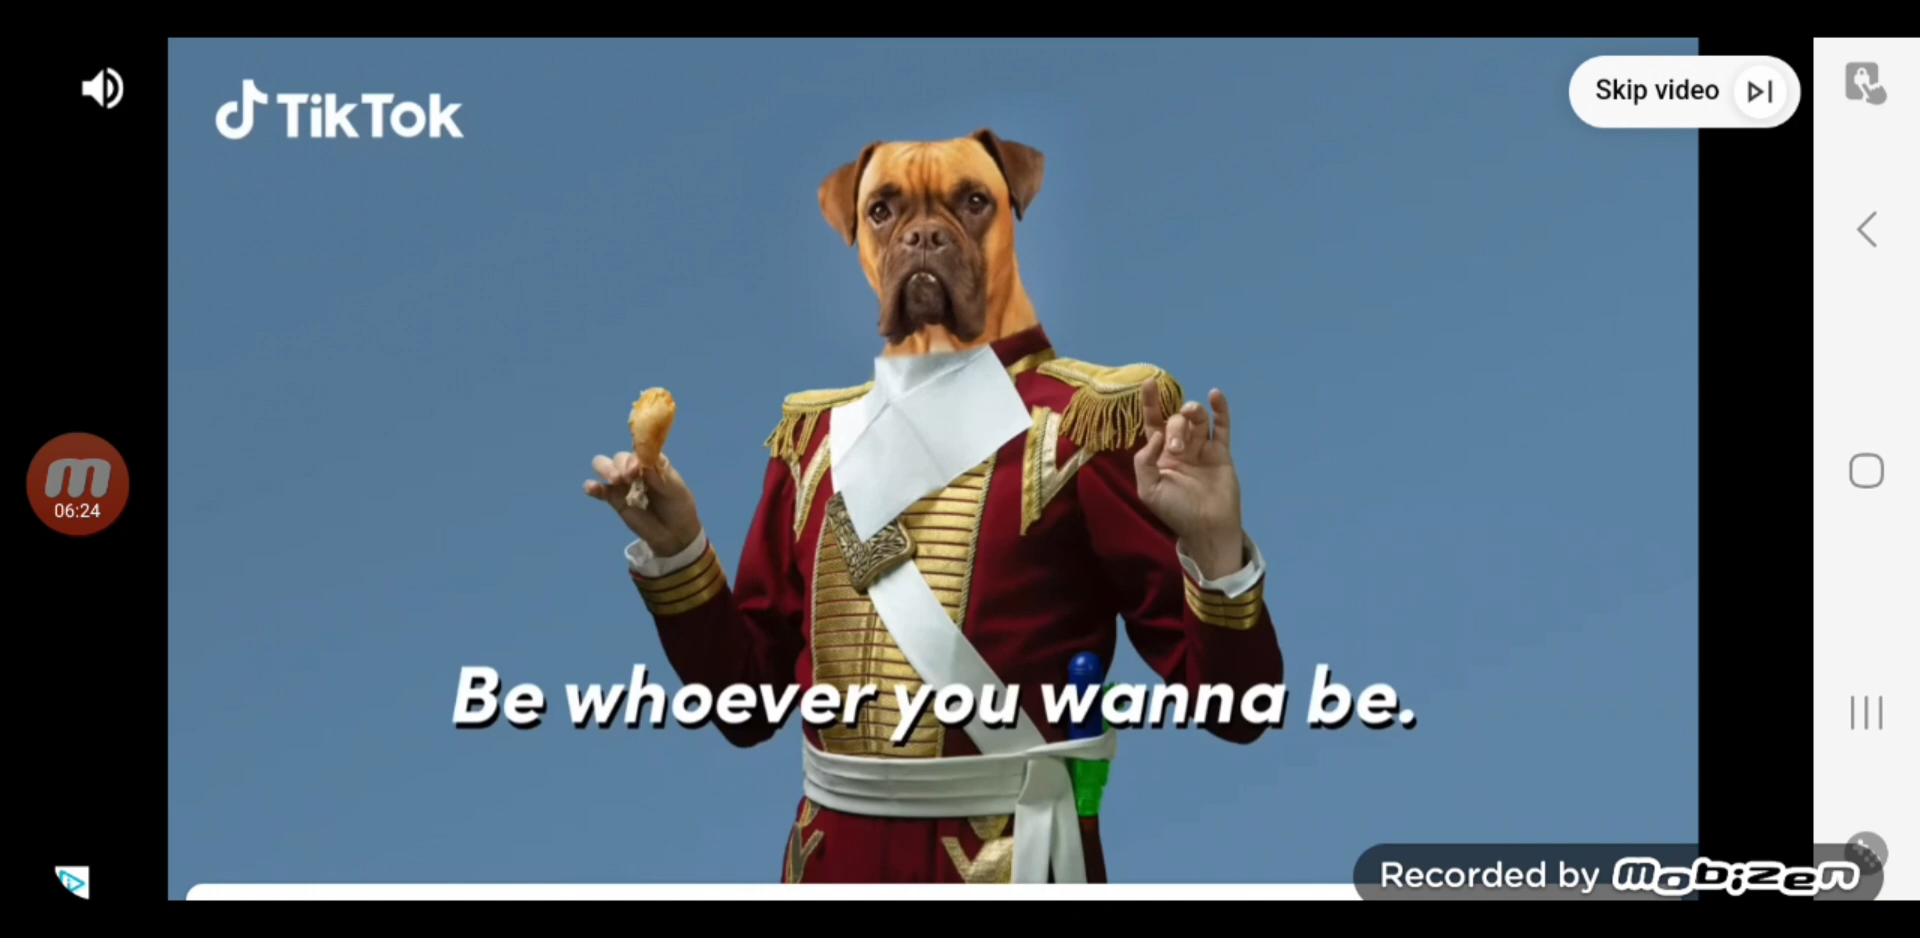 TikTok
Skip video
06:24
Be whoever you wanna be.
Recorded by mobizen